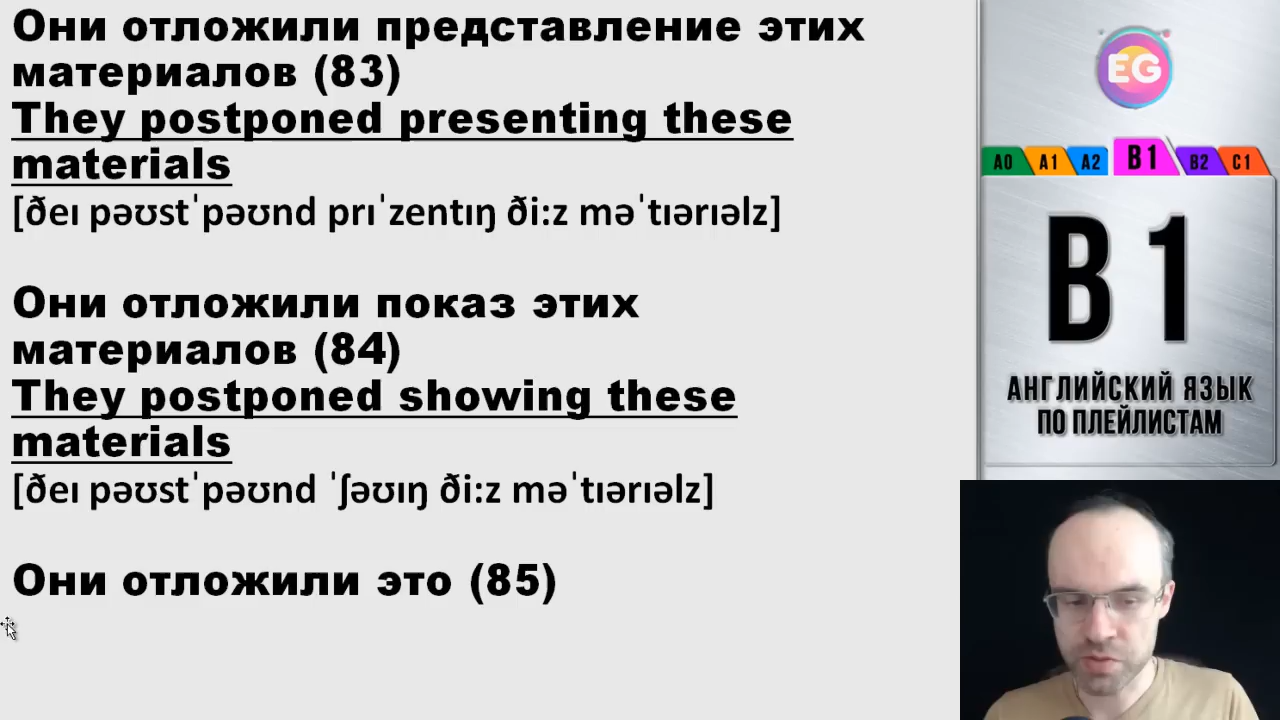 Они отложили представление этих
материалов (83)
They postponed presenting these
materials
[ðeɪ pəʊstˈpəʊnd prɪˈzentɪŋ ði:z məˈtɪərɪəlz]
Они отложили показ этих
материалов (84)
They postponed showing these
materials
[ðeɪ pəʊstˈpəʊnd ˈʃəʊɪŋ ði:z məˈtɪərɪəlz]
Они отложили это (85)
EG
A0 A1 A2 B1 B2 C1
B 1
АНГЛИЙСКИЙ ЯЗЫК
ПО ПЛЕЙЛИСТАМ